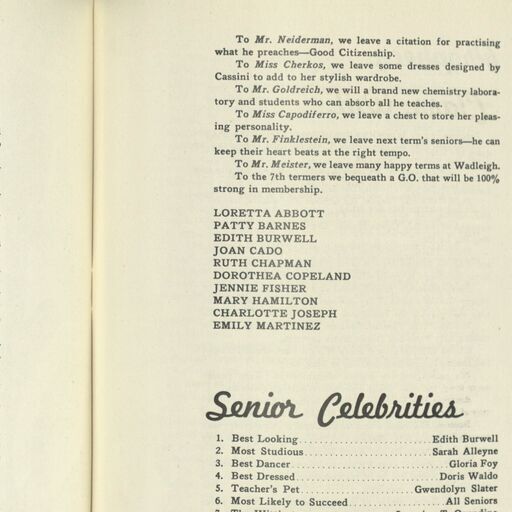 To Mr. Neiderman, we leave a citation for practising
what he preaches—Good Citizenship.
To Miss Cherkos, we leave some dresses designed by
Cassini to add to her stylish wardrobe.
To Mr. Goldreich, we will a brand new chemistry labora-
tory and students who can absorb all he teaches.
To Miss Capodiferro, we leave a chest to store her pleas-
ing personality.
To Mr. Finklestein, we leave next term's seniors—he can
keep their heart beats at the right tempo.
To Mr. Meister, we leave many happy terms at Wadleigh.
To the 7th termers we bequeath a G.O. that will be 100%
strong in membership.
LORETTA ABBOTT
PATTY BARNES
EDITH BURWELL
JOAN CADO
RUTH CHAPMAN
DOROTHEA COPELAND
JENNIE FISHER
MARY HAMILTON
CHARLOTTE JOSEPH
EMILY MARTINEZ
Senior Celebrities
1. Best Looking Edith Burwell
2. Most Studious Sarah Alleyne
3. Best Dancer Gloria Foy
4. Best Dressed Doris Waldo
5. Teacher's Pet Gwendolyn Slater
6. Most Likely to Succeed All Seniors